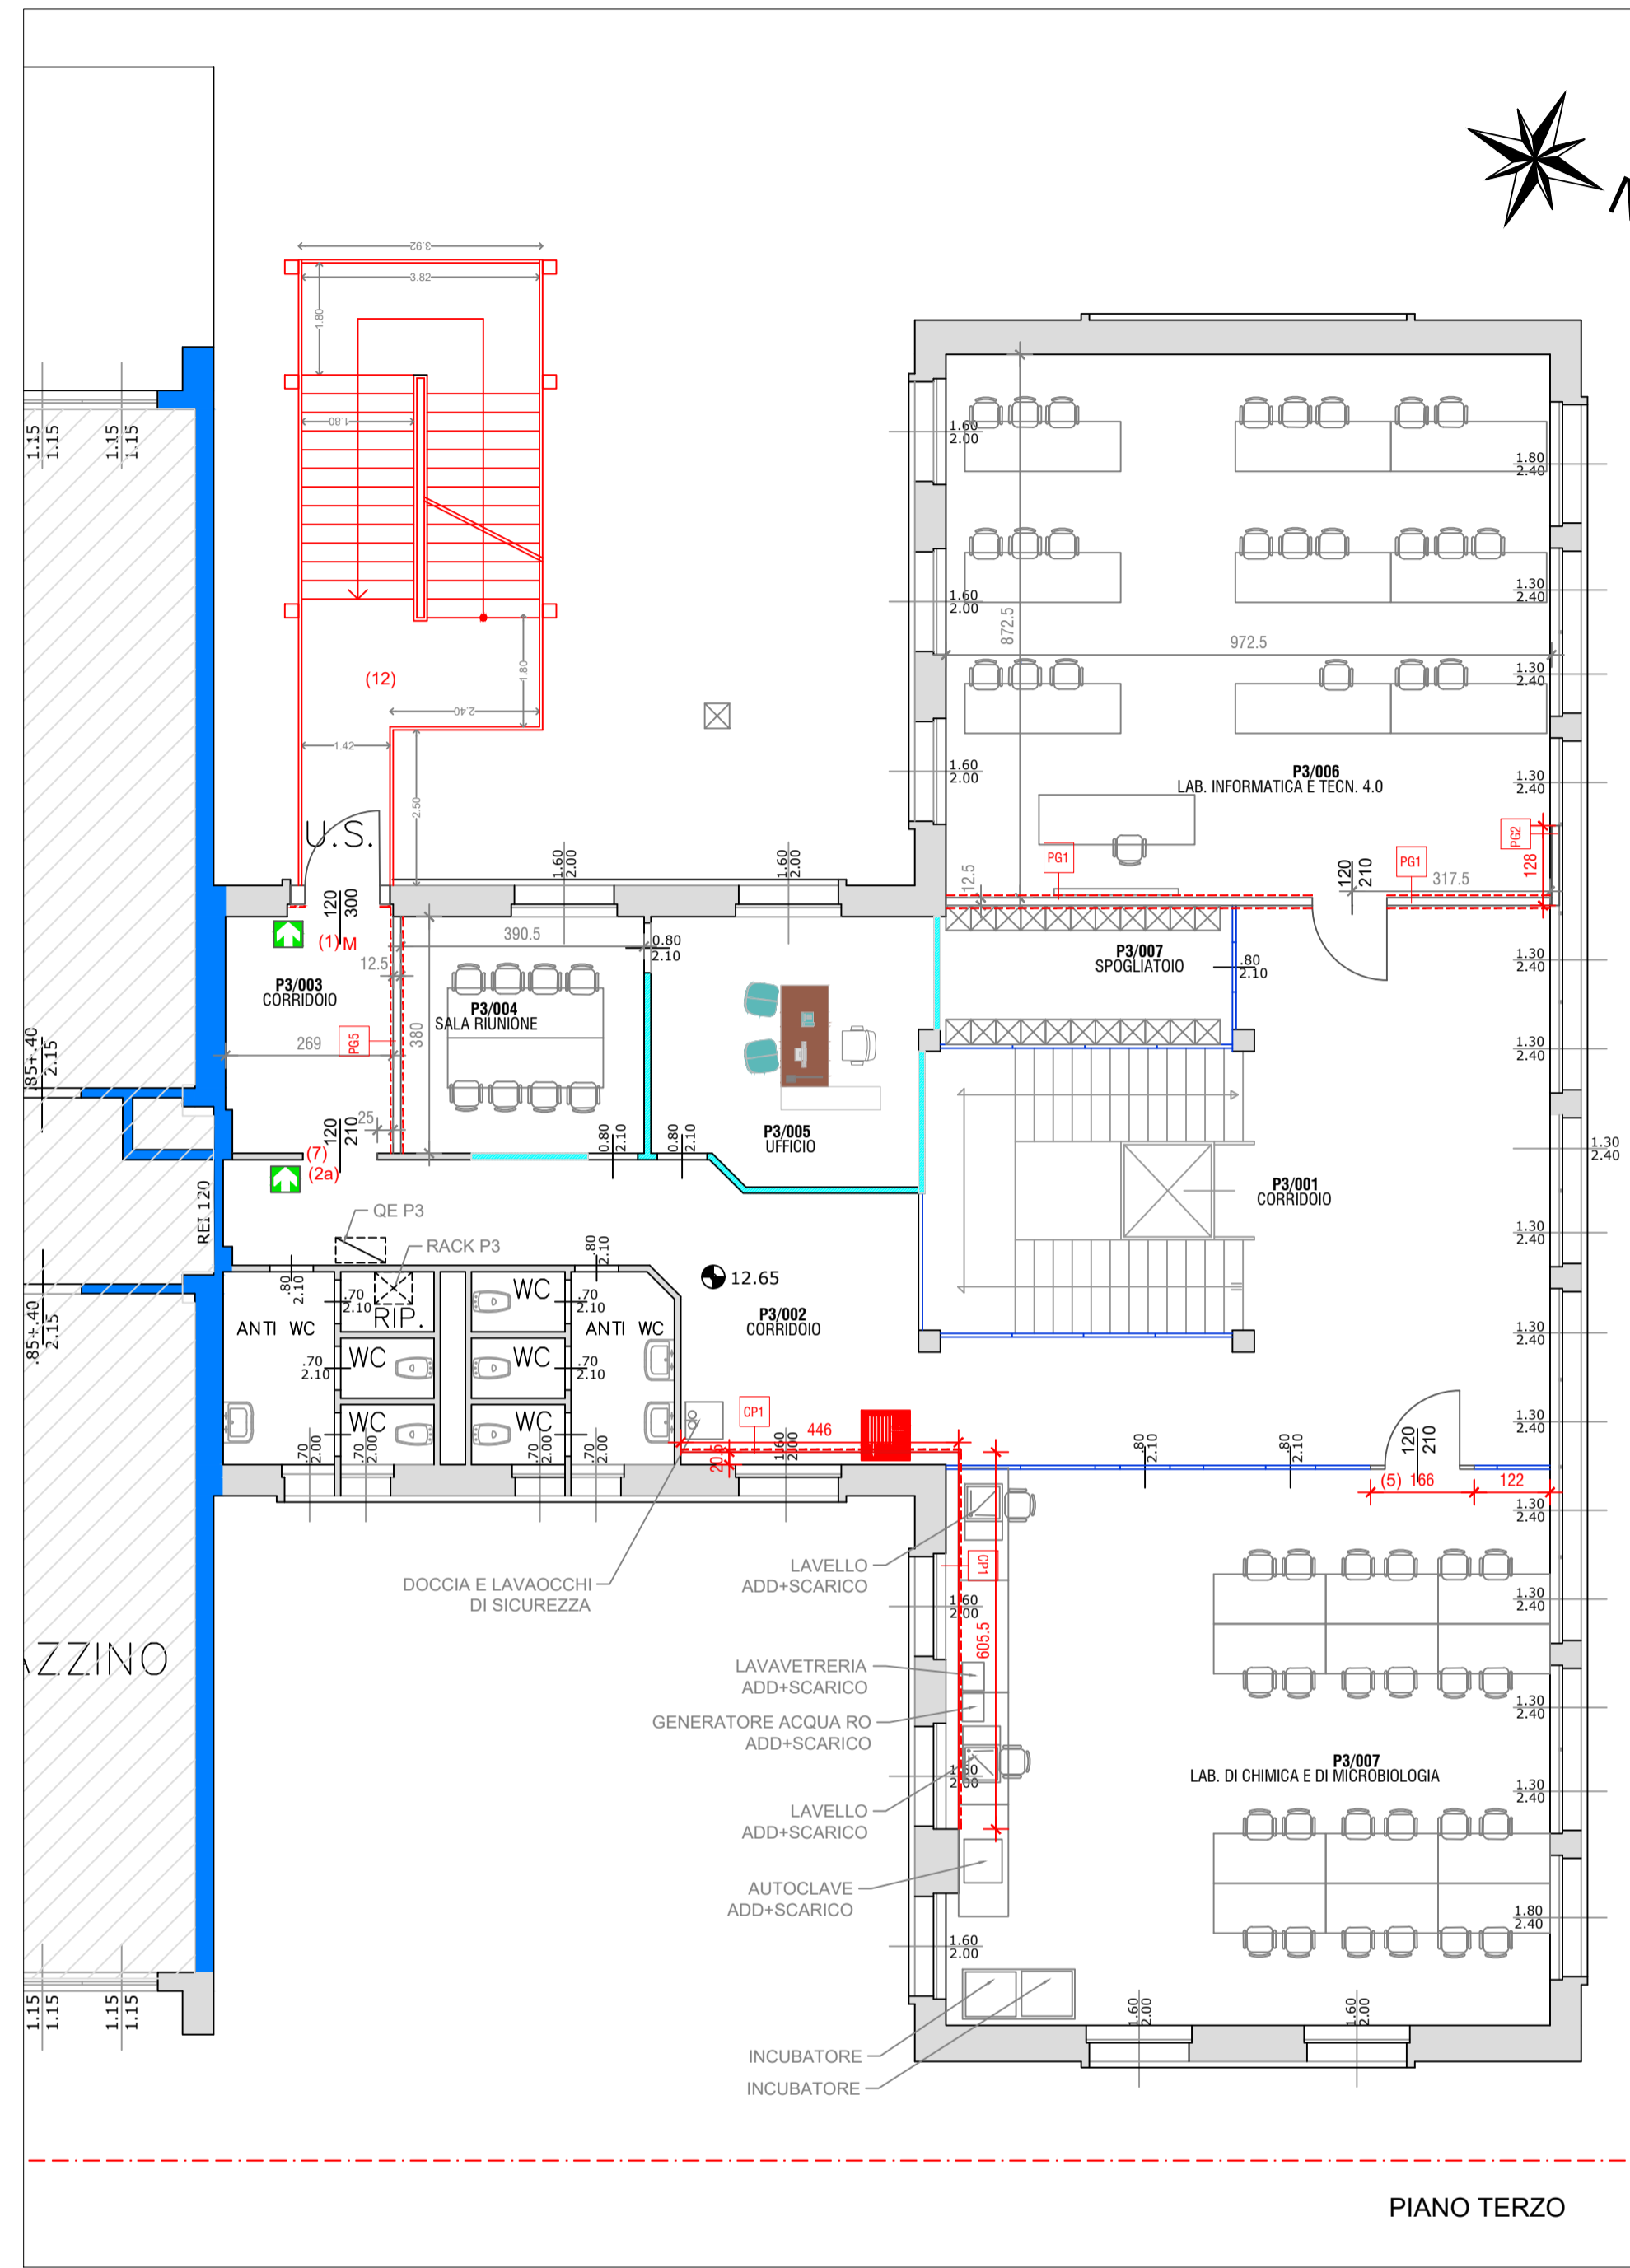 3.92
3.82
1.80
1.80
(12)
1.80
2.40
1.42
2.50
U.S.
120
300
(1) M
1.15
1.15
1.15
1.15
1.60
2.00
1.60
2.00
1.60
2.00
872.5
972.5
1.80
2.40
1.30
2.40
1.30
2.40
1.30
2.40
P3/006
LAB. INFORMATICA E TECN. 4.0
PG1
PG1
PG2
128
120
210
317.5
12.5
1.60
2.00
1.60
2.00
P3/003
CORRIDOIO
269
12.5
PG5
25
120
210
(7)
(2a)
390.5
380
0.80
2.10
P3/004
SALA RIUNIONE
0.80
2.10
0.80
2.10
P3/005
UFFICIO
P3/007
SPOGLIATOIO
.80
2.10
1.30
2.40
1.30
2.40
1.30
2.40
1.30
2.40
1.30
2.40
1.30
2.40
P3/001
CORRIDOIO
.85+.40
2.15
REI 120
.85+.40
2.15
QE P3
RACK P3
.80
2.10
.70
2.10
RIP.
WC
WC
ANTI WC
.70
2.10
WC
WC
WC
.80
2.10
.70
2.10
ANTI WC
.70
2.10
12.65
P3/002
CORRIDOIO
.70
2.00
.70
2.00
.70
2.00
.70
2.00
CP1
446
20.5
1.60
2.00
.80
2.10
.80
2.10
120
210
(5) 166
122
1.30
2.40
1.30
2.40
1.30
2.40
1.30
2.40
1.80
2.40
DOCCIA E LAVAOCCHI
DI SICUREZZA
LAVELLO
ADD+SCARICO
CP1
1.60
2.00
605.5
LAVAVETRERIA
ADD+SCARICO
GENERATORE ACQUA RO
ADD+SCARICO
LAVELLO
ADD+SCARICO
AUTOCLAVE
ADD+SCARICO
1.60
2.00
P3/007
LAB. DI CHIMICA E DI MICROBIOLOGIA
1.60
2.00
1.60
2.00
INCUBATORE
INCUBATORE
AZZINO
1.15
1.15
1.15
1.15
PIANO TERZO